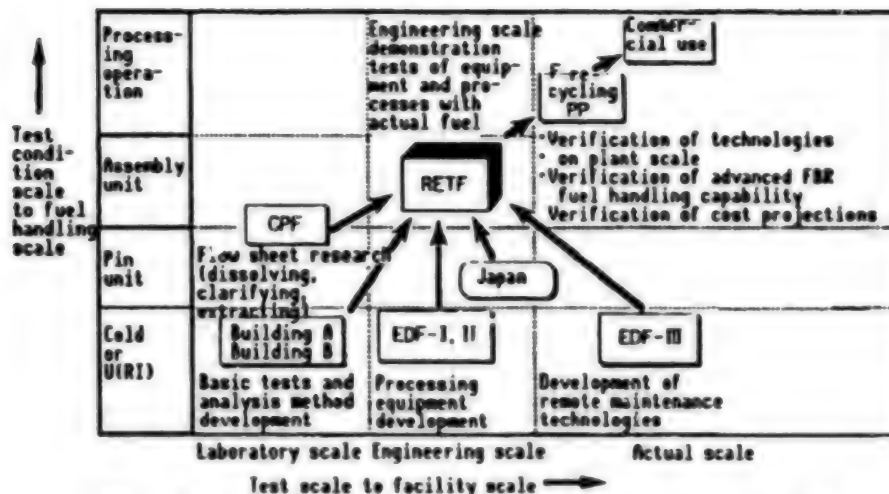 Process-
ing
opera-
tion
Engineering scale
demonstration
tests of equip-
ment and pro-
cesses with
actual fuel
Commer-
cial use
cycling
PP
Test
condi-
tion
scale
to fuel
handling
scale
Assembly
unit
RETF
·Verification of technologies
on plant scale
·Verification of advanced FBR
fuel handling capability
Verification of cost projections
CPF
Pin
unit
Flow sheet research
(dissolving,
clarifying,
extracting)
Japan
Cold
or
U(RI)
Building A
Building B
EDF-I, II
EDF-III
Basic tests and
analysis method
development
Processing
equipment
development
Development of
remote maintenance
technologies
Laboratory scale
Engineering scale
Actual scale
Test scale to facility scale